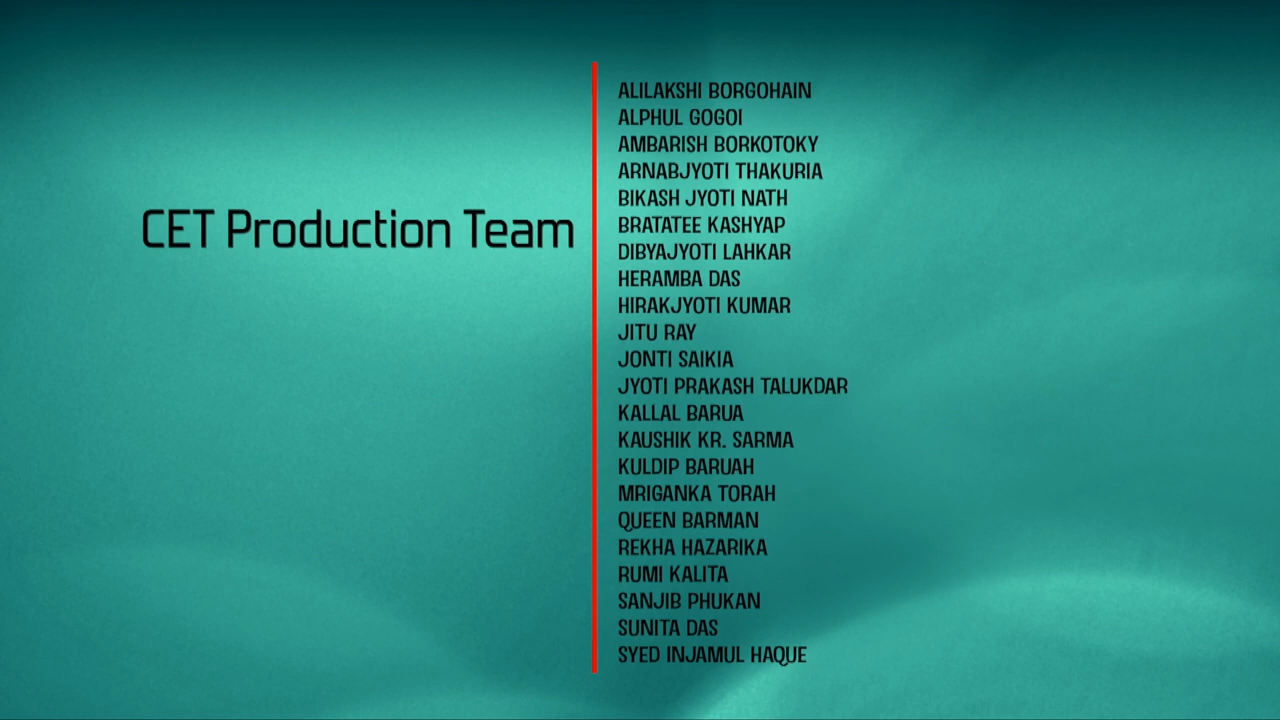 CET Production Team
ALILAKSHI BORGOHAIN
ALPHUL GOGOI
AMBARISH BORKOTOKY
ARNABJYOTI THAKURIA
BIKASH JYOTI NATH
BRATATEE KASHYAP
DIBYAJYOTI LAHKAR
HERAMBA DAS
HIRAKJYOTI KUMAR
JITU RAY
JONTI SAIKIA
JYOTI PRAKASH TALUKDAR
KALLAL BARUA
KAUSHIK KR. SARMA
KULDIP BARUAH
MRIGANKA TORAH
QUEEN BARMAN
REKHA HAZARIKA
RUMI KALITA
SANJIB PHUKAN
SUNITA DAS
SYED INJAMUL HAQUE